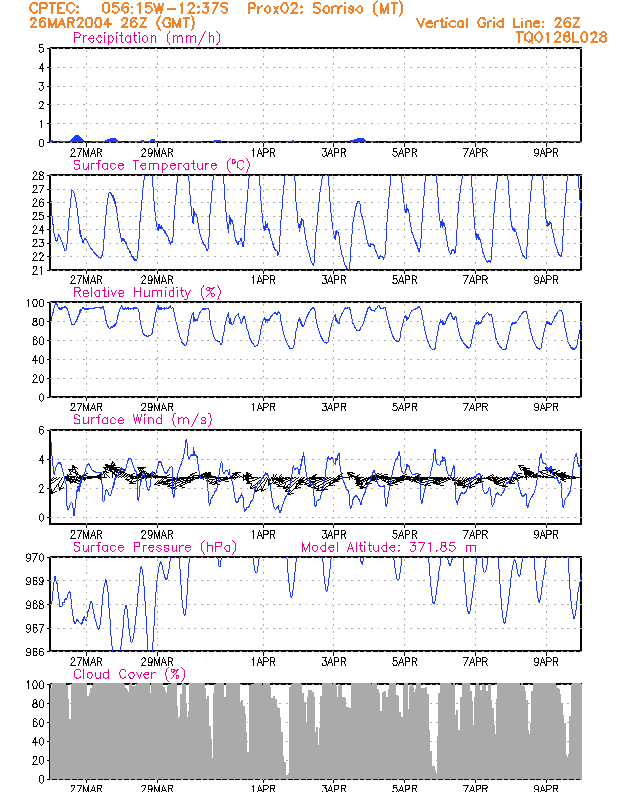 CPTEC: 056:15W-12:37S Prox02: Sorriso (MT)
26MAR2004 26Z (GMT) Vertical Grid Line: 26Z
Precipitation (mm/h) TQ0126L028
5
4
3
2
1
0
27MAR 29MAR 1APR 3APR 5APR 7APR 9APR
Surface Temperature (°C)
28
27
26
25
24
23
22
21
27MAR 29MAR 1APR 3APR 5APR 7APR 9APR
Relative Humidity (%)
100
80
60
40
20
0
27MAR 29MAR 1APR 3APR 5APR 7APR 9APR
Surface Wind (m/s)
6
4
2
0
27MAR 29MAR 1APR 3APR 5APR 7APR 9APR
Surface Pressure (hPa) Model Altitude: 371.85 m
970
969
968
967
966
27MAR 29MAR 1APR 3APR 5APR 7APR 9APR
Cloud Cover (%)
100
80
60
40
20
0
27MAR 29MAR 1APR 3APR 5APR 7APR 9APR